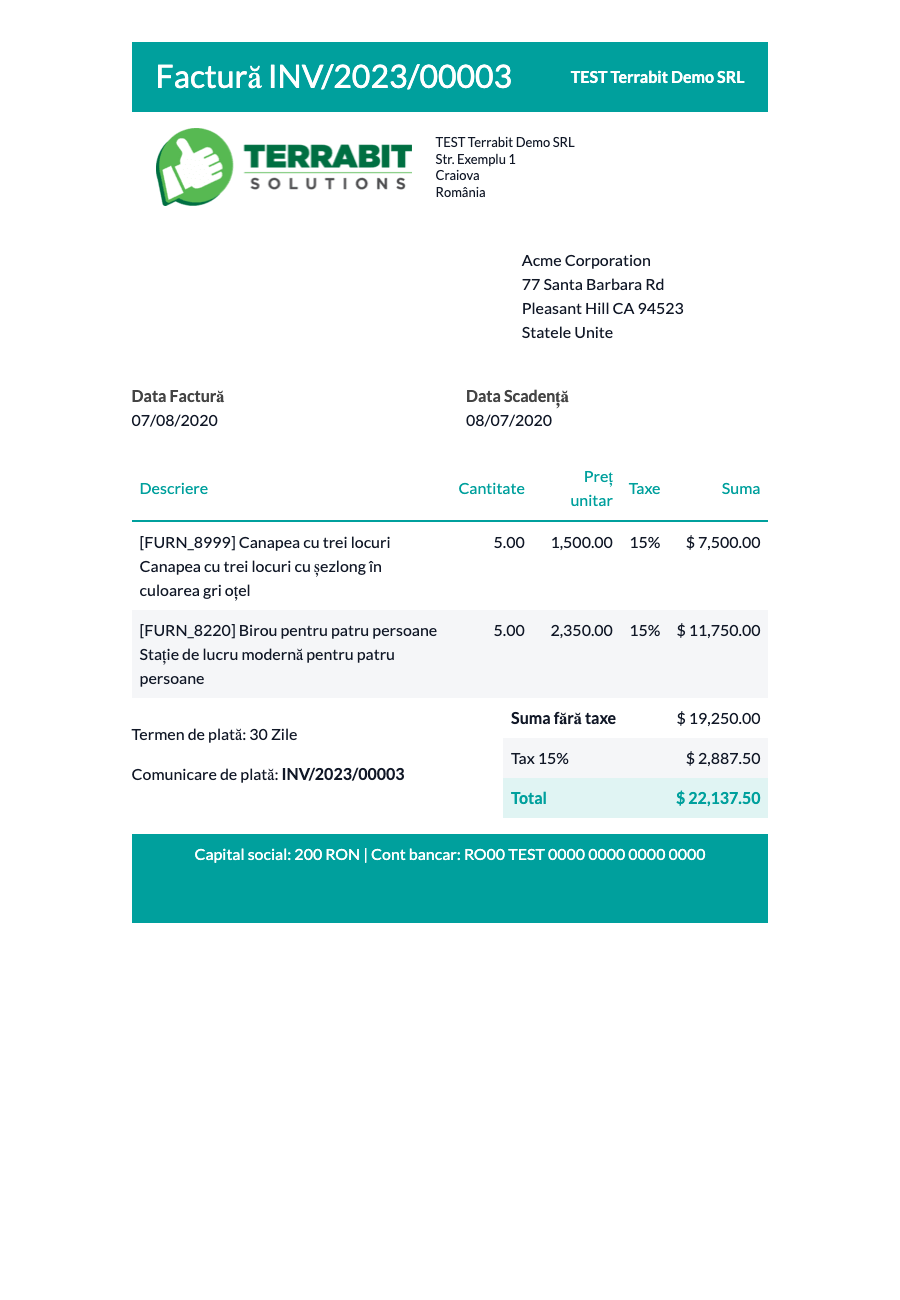 Factură INV/2023/00003
TEST Terrabit Demo SRL
TERRABIT
SOLUTIONS
TEST Terrabit Demo SRL
Str. Exemplu 1
Craiova
România
Acme Corporation
77 Santa Barbara Rd
Pleasant Hill CA 94523
Statele Unite
Data Factură
07/08/2020
Data Scadență
08/07/2020
Descriere Cantitate Preț unitar Taxe Suma
[FURN_8999] Canapea cu trei locuri 5.00 1,500.00 15% $ 7,500.00
Canapea cu trei locuri cu șezlong în
culoarea gri oțel
[FURN_8220] Birou pentru patru persoane 5.00 2,350.00 15% $ 11,750.00
Stație de lucru modernă pentru patru
persoane
Suma fără taxe $ 19,250.00
Termen de plată: 30 Zile
Tax 15% $ 2,887.50
Comunicare de plată: INV/2023/00003
Total $ 22,137.50
Capital social: 200 RON | Cont bancar: RO00 TEST 0000 0000 0000 0000